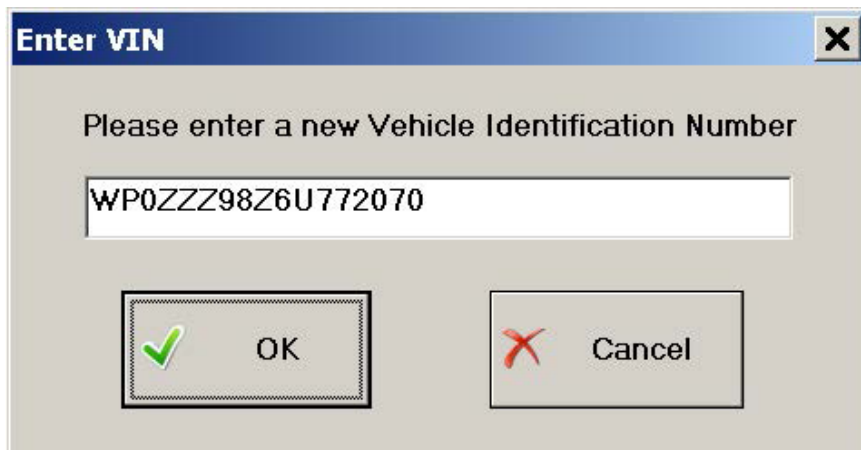 Enter VIN
Please enter a new Vehicle Identification Number
WP0ZZZ98Z6U772070
OK
Cancel